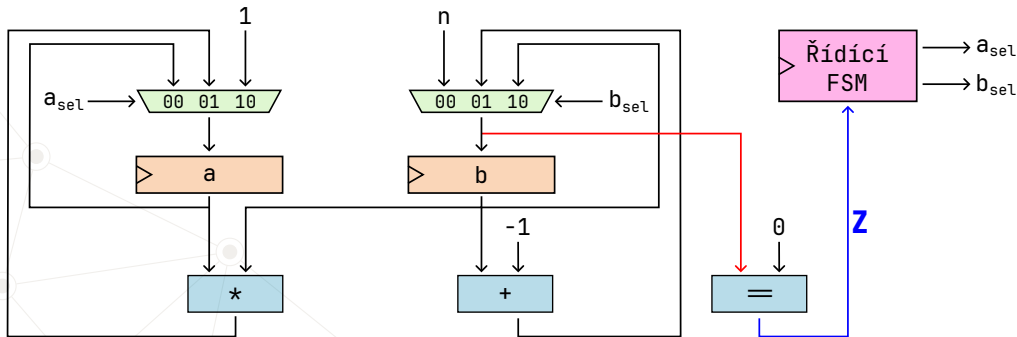 1
n
Řídící
FSM
a_sel
b_sel
a_sel
00 01 10
00 01 10
b_sel
a
b
-1
0
Z
*
+
==